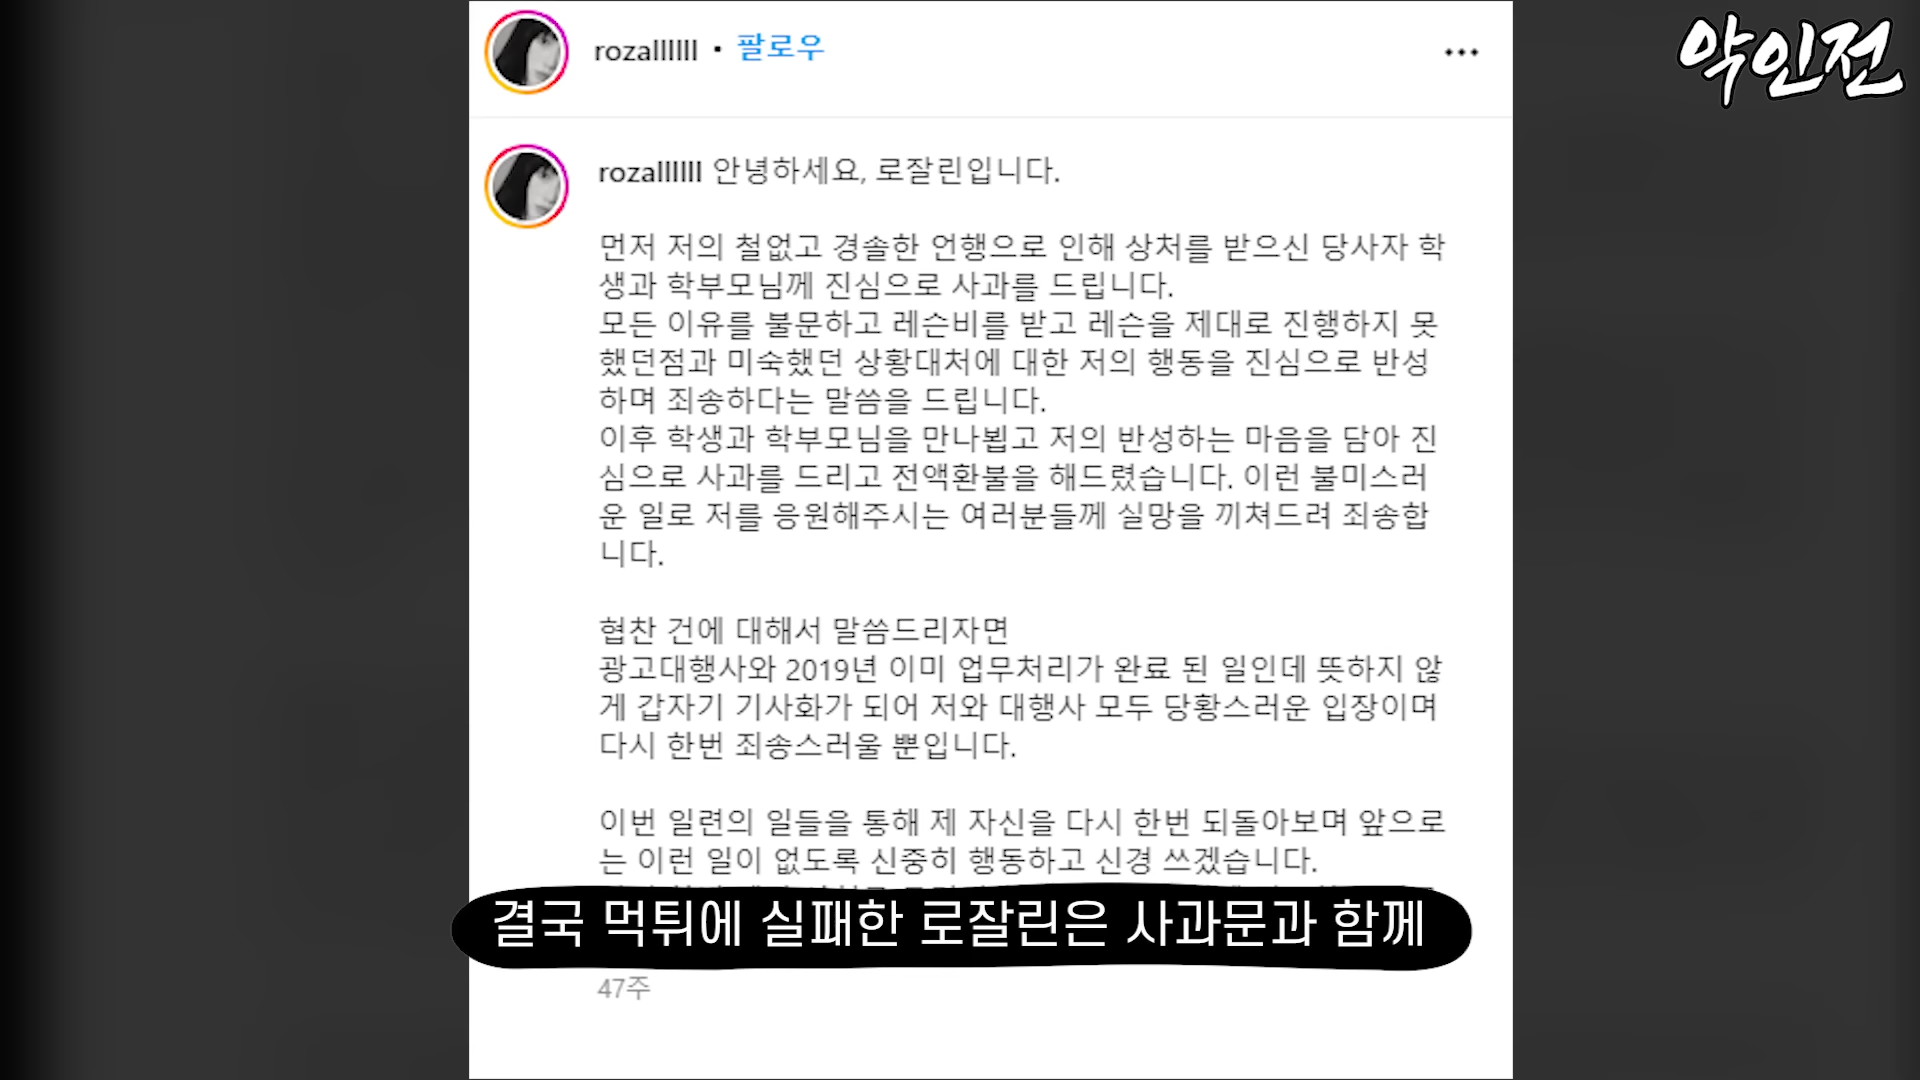 악인전
rozallllll • 팔로우
rozallllll 안녕하세요, 로잘린입니다.
먼저 저의 철없고 경솔한 언행으로 인해 상처를 받으신 당사자 학
생과 학부모님께 진심으로 사과를 드립니다.
모든 이유를 불문하고 레슨비를 받고 레슨을 제대로 진행하지 못
했던점과 미숙했던 상황대처에 대한 저의 행동을 진심으로 반성
하며 죄송하다는 말씀을 드립니다.
이후 학생과 학부모님을 만나뵙고 저의 반성하는 마음을 담아 진
심으로 사과를 드리고 전액환불을 해드렸습니다. 이런 불미스러
운 일로 저를 응원해주시는 여러분들께 실망을 끼쳐드려 죄송합
니다.
협찬 건에 대해서 말씀드리자면
광고대행사와 2019년 이미 업무처리가 완료 된 일인데 뜻하지 않
게 갑자기 기사화가 되어 저와 대행사 모두 당황스러운 입장이며
다시 한번 죄송스러울 뿐입니다.
이번 일련의 일들을 통해 제 자신을 다시 한번 되돌아보며 앞으로
는 이런 일이 없도록 신중히 행동하고 신경 쓰겠습니다.
결국 먹튀에 실패한 로잘린은 사과문과 함께
47주